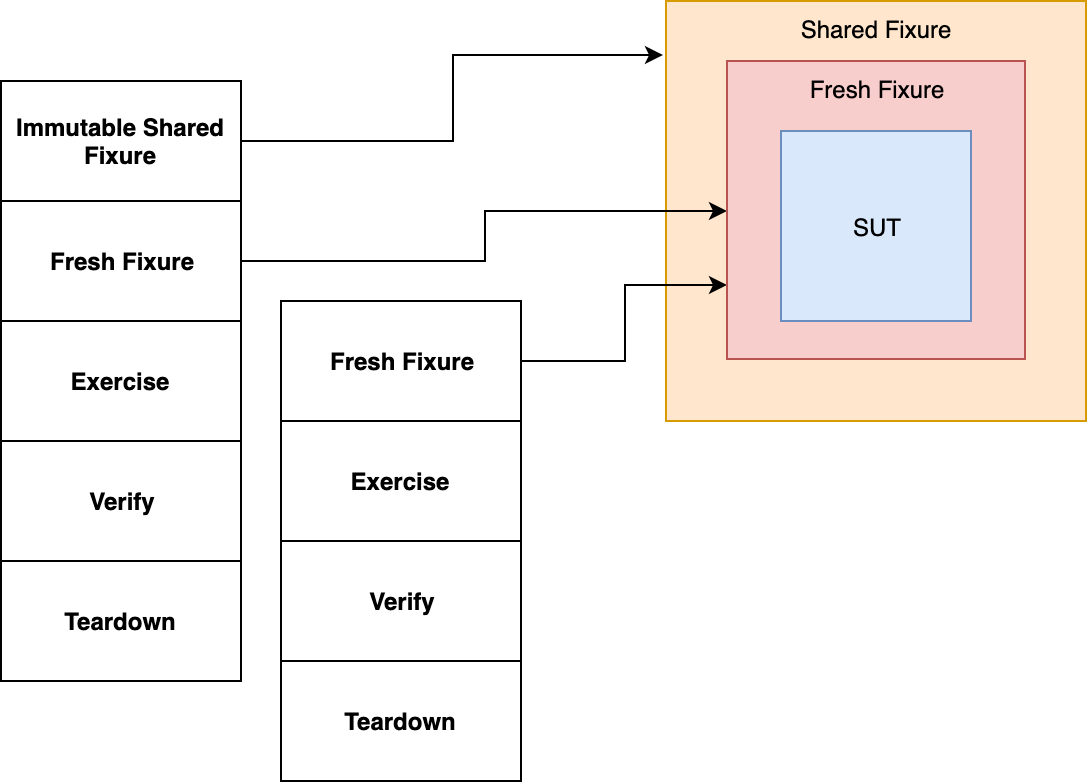 Immutable Shared
Fixure
Fresh Fixure
Exercise
Verify
Teardown
Fresh Fixure
Exercise
Verify
Teardown
Shared Fixure
Fresh Fixure
SUT